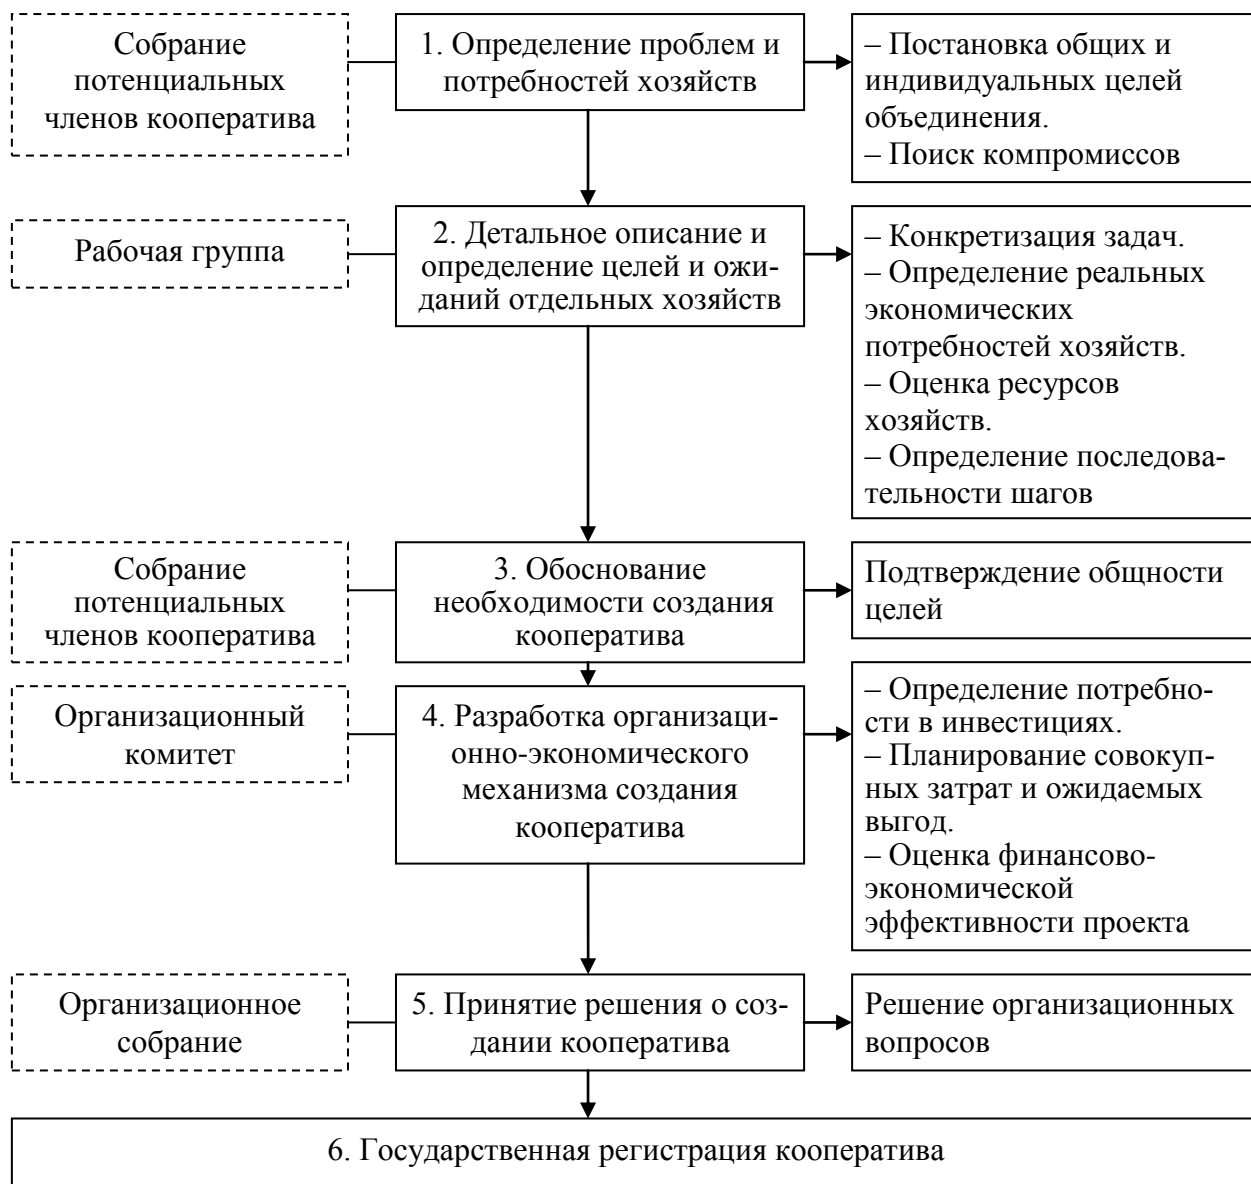 Собрание
потенциальных
членов кооператива
1. Определение проблем и
потребностей хозяйств
– Постановка общих и
индивидуальных целей
объединения.
– Поиск компромиссов
Рабочая группа
2. Детальное описание и
определение целей и ожи-
даний отдельных хозяйств
– Конкретизация задач.
– Определение реальных
экономических
потребностей хозяйств.
– Оценка ресурсов
хозяйств.
– Определение последова-
тельности шагов
Собрание
потенциальных
членов кооператива
3. Обоснование
необходимости создания
кооператива
Подтверждение общности
целей
Организационный
комитет
4. Разработка организаци-
онно-экономического
механизма создания
кооператива
– Определение потребно-
сти в инвестициях.
– Планирование совокуп-
ных затрат и ожидаемых
выгод.
– Оценка финансово-
экономической
эффективности проекта
Организационное
собрание
5. Принятие решения о соз-
дании кооператива
Решение организационных
вопросов
6. Государственная регистрация кооператива